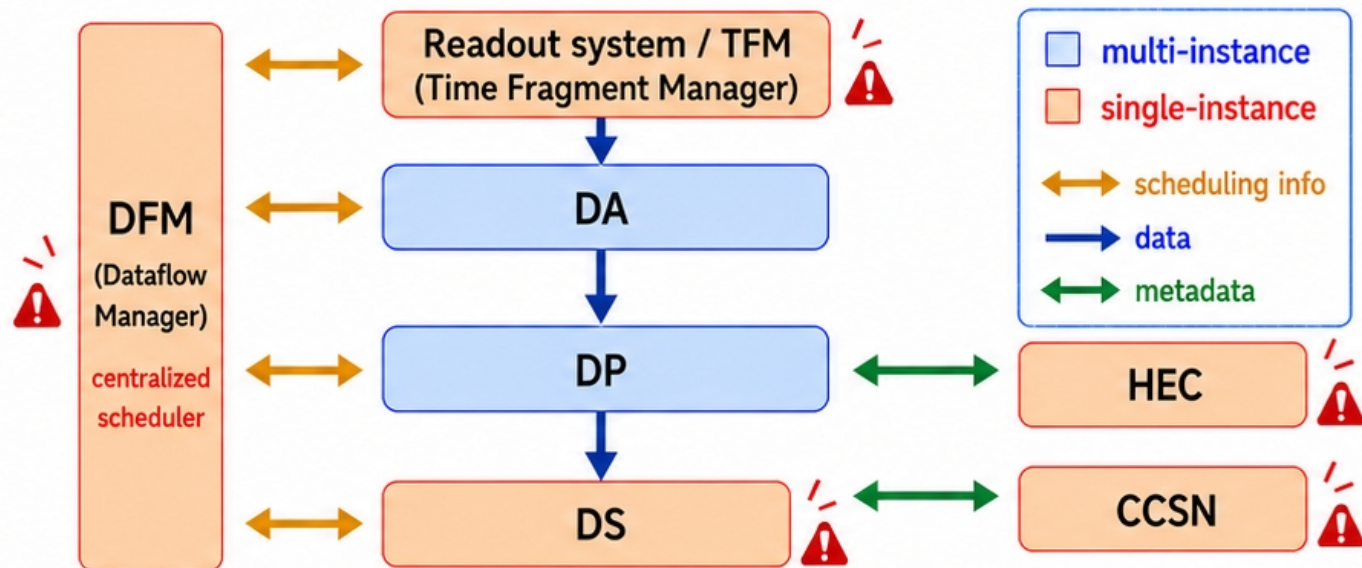 Readout system / TFM
(Time Fragment Manager)
DFM
(Dataflow
Manager)
centralized
scheduler
DA
DP
DS
multi-instance
single-instance
scheduling info
data
metadata
HEC
CCSN